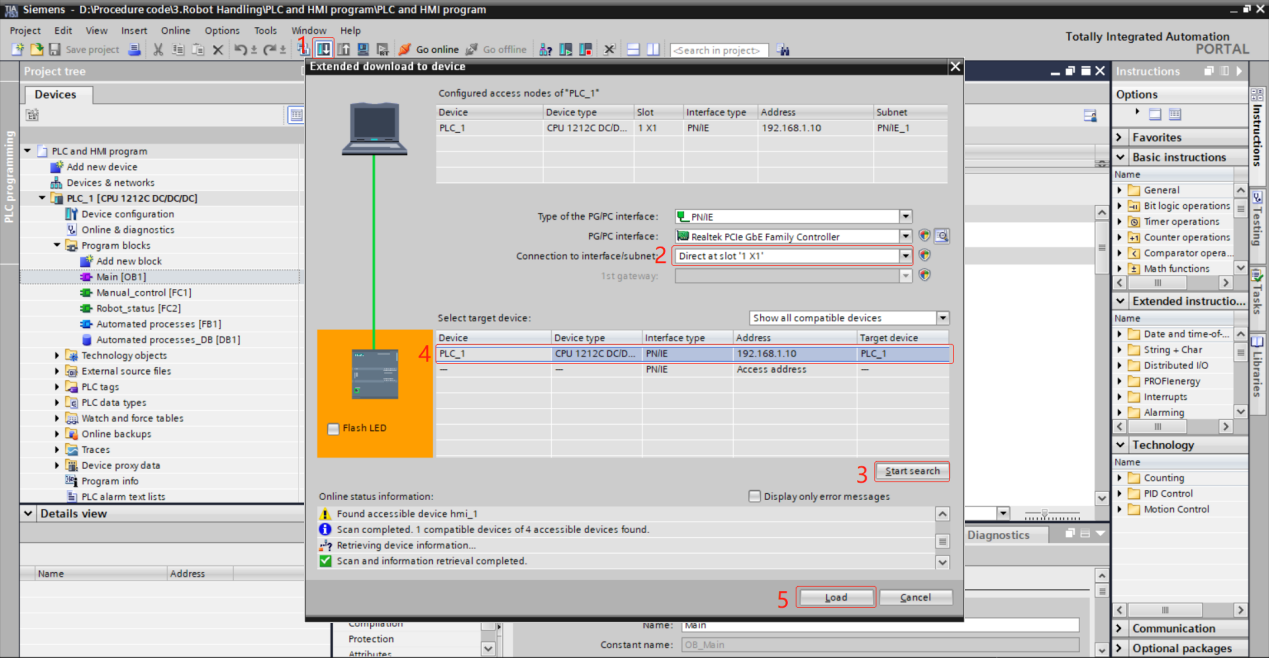 Siemens - D:\Procedure code\3.Robot Handling\PLC and HMI program\PLC and HMI program
Project Edit View Insert Online Options Tools Window Help
Totally Integrated Automation
PORTAL
1
Save project
Go online
Go offline
<Search in project>
Project tree
Devices
PLC programming
PLC and HMI program
Add new device
Devices & networks
PLC_1 [CPU 1212C DC/DC/DC]
Device configuration
Online & diagnostics
Program blocks
Add new block
Main [OB1]
Manual_control [FC1]
Robot_status [FC2]
Automated processes [FB1]
Automated processes_DB [DB1]
Technology objects
External source files
PLC tags
PLC data types
Watch and force tables
Online backups
Traces
Device proxy data
Program info
PLC alarm text lists
Details view
Name Address
Extended download to device
Configured access nodes of "PLC_1"
Device Device type Slot Interface type Address Subnet
PLC_1 CPU 1212C DC/D... 1 X1 PN/IE 192.168.1.10 PN/IE_1
Type of the PG/PC interface: PN/IE
PG/PC interface: Realtek PCIe GbE Family Controller
Connection to interface/subnet: 2 Direct at slot '1 X1'
1st gateway:
Select target device: Show all compatible devices
Device Device type Interface type Address Target device
4 PLC_1 CPU 1212C DC/D... PN/IE 192.168.1.10 PLC_1
— — PN/IE Access address —
Flash LED
3 Start search
Online status information: Display only error messages
Found accessible device hmi_1
Scan completed. 1 compatible devices of 4 accessible devices found.
Retrieving device information...
Scan and information retrieval completed.
5 Load Cancel
Compilation
Protection
Attributes
Name: Main
Constant name: OB_Main
Diagnostics
Instructions
Options
Favorites
Basic instructions
Name
General
Bit logic operations
Timer operations
Counter operations
Comparator opera...
Math functions
Extended instructio...
Name
Date and time-of-...
String + Char
Distributed I/O
PROFIenergy
Interrupts
Alarming
Technology
Name
Counting
PID Control
Motion Control
Communication
Optional packages
Instructions
Testing
Tasks
Libraries